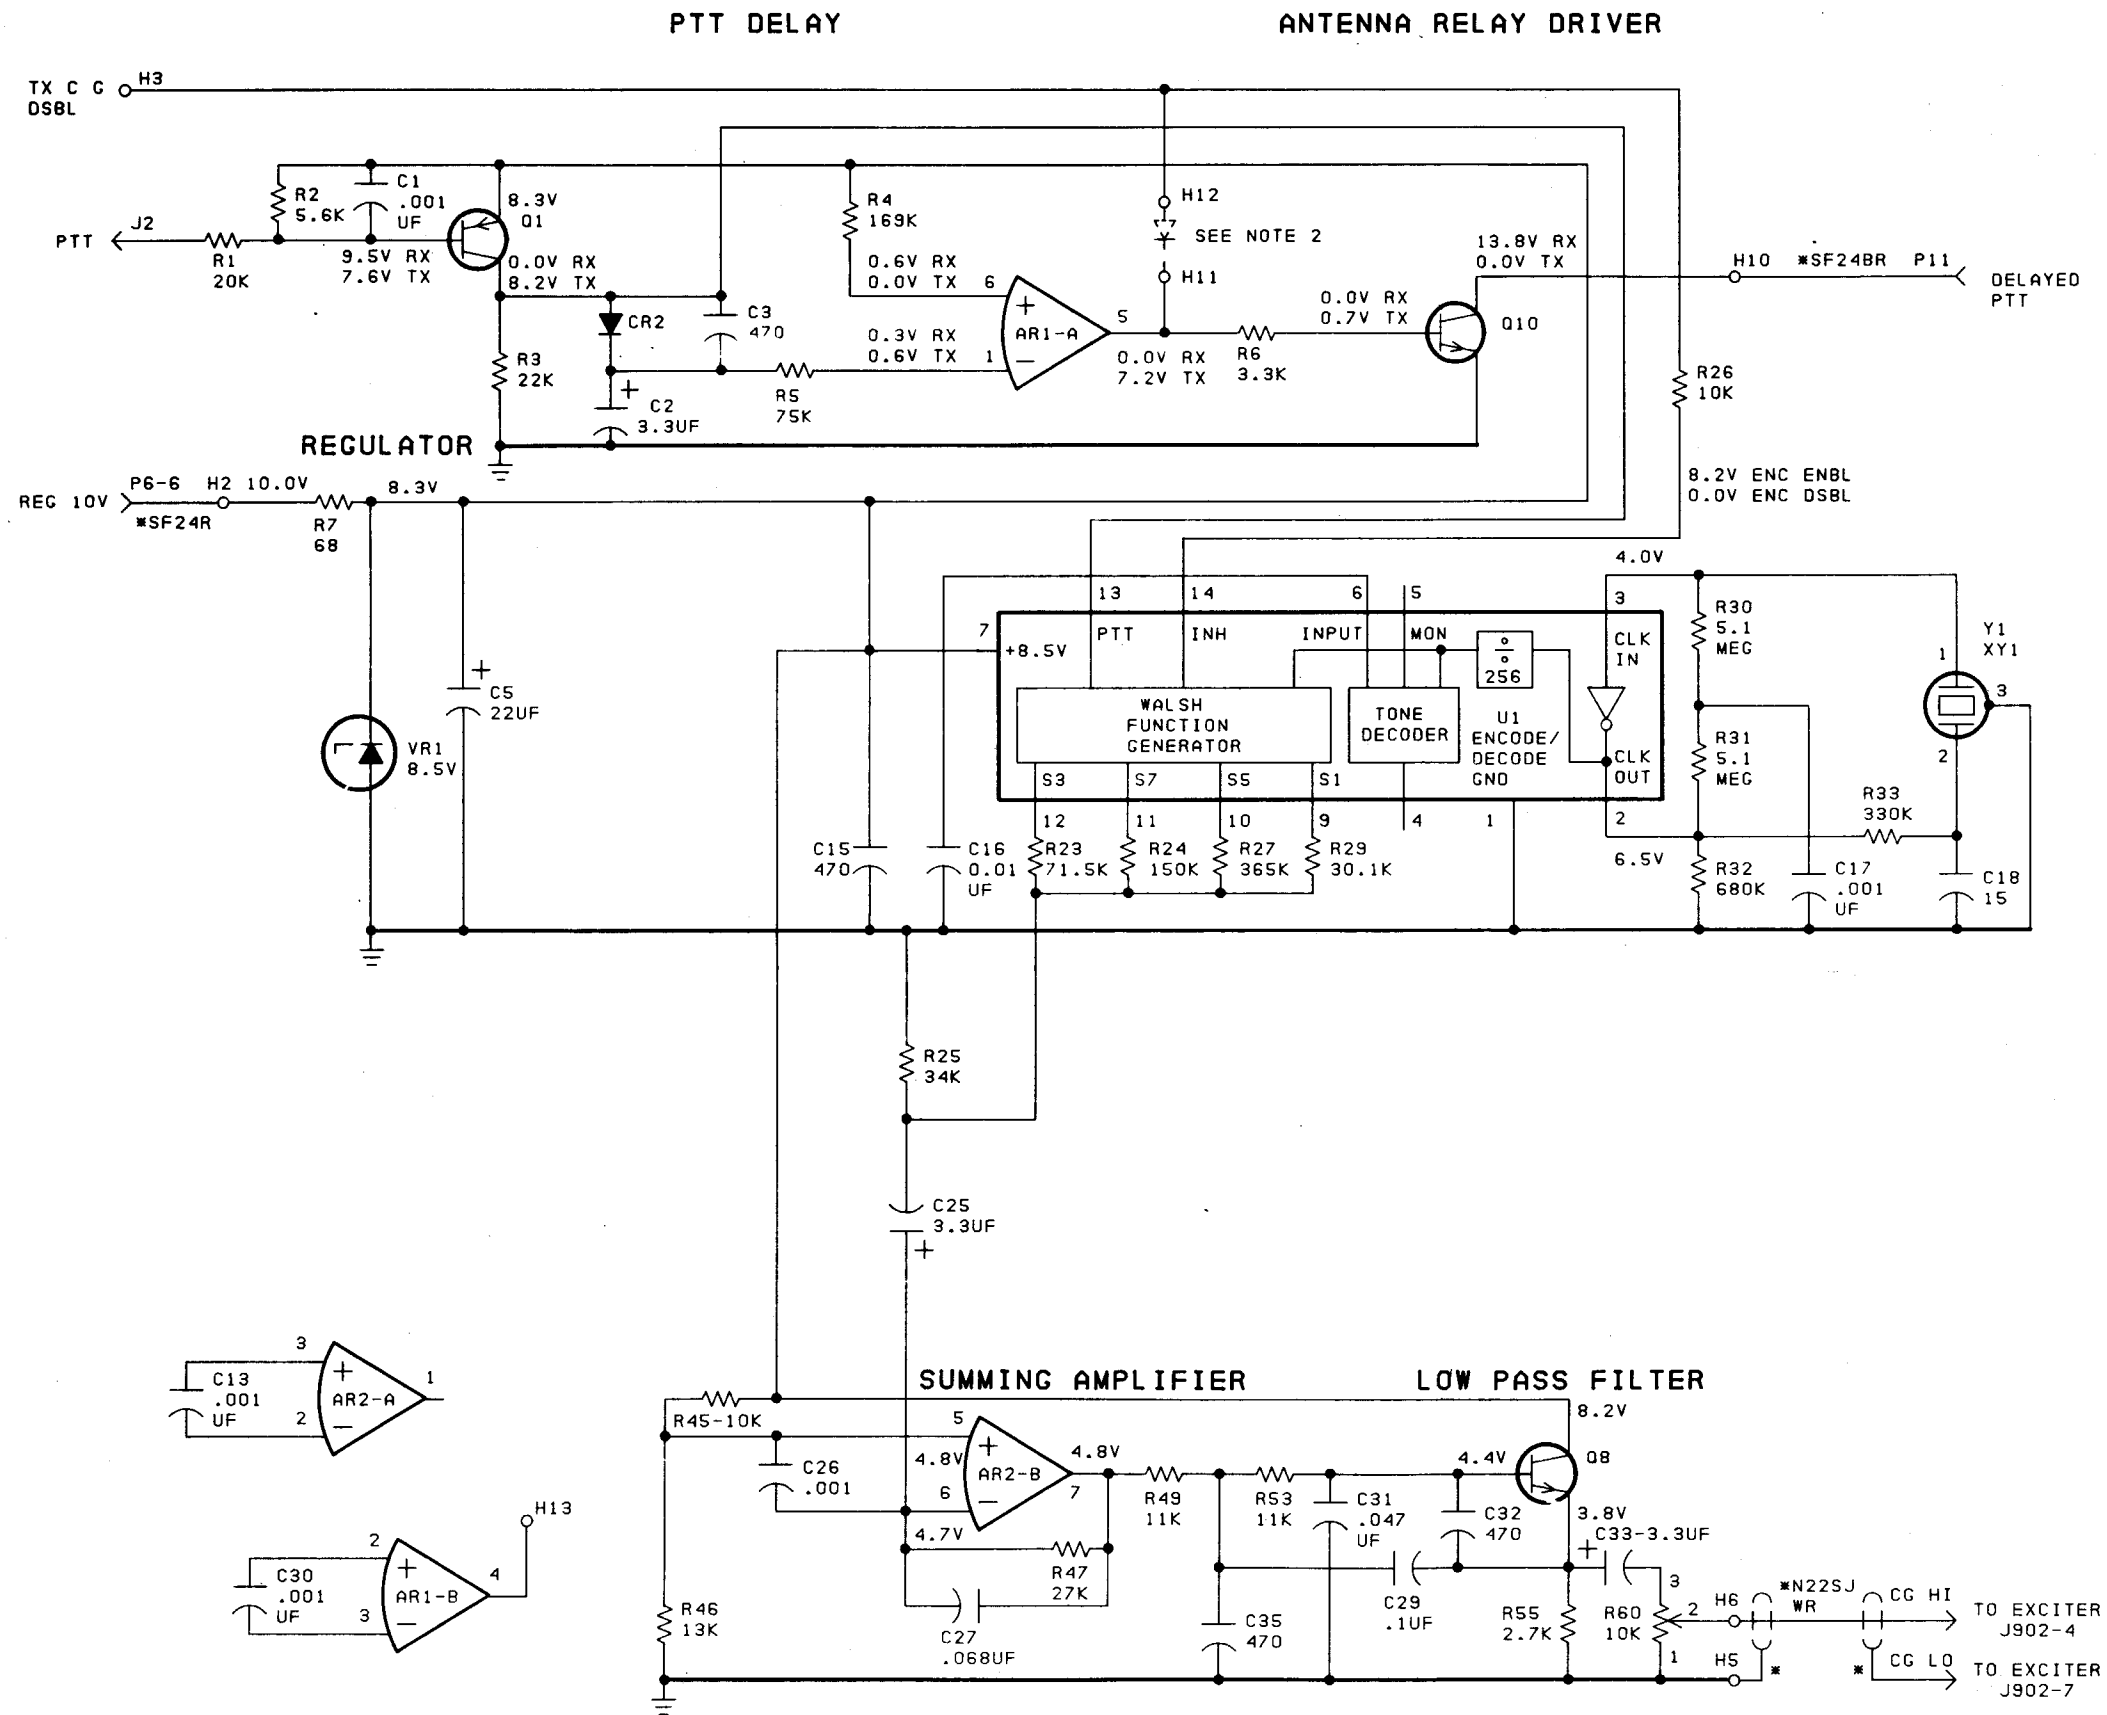 PTT DELAY
ANTENNA RELAY DRIVER
TX C G
DSBL
H3
PTT
J2
R1
20K
R2
5.6K
C1
.001
UF
9.5V RX
7.6V TX
8.3V
Q1
0.0V RX
8.2V TX
R3
22K
CR2
C2
3.3UF
+
C3
470
R5
75K
R4
169K
0.6V RX
0.0V TX
6
0.3V RX
0.6V TX
1
+
AR1-A
−
5
0.0V RX
7.2V TX
H12
SEE NOTE 2
H11
R6
3.3K
0.0V RX
0.7V TX
13.8V RX
0.0V TX
Q10
H10
*SF24BR
P11
DELAYED
PTT
R26
10K
8.2V ENC ENBL
0.0V ENC DSBL
REGULATOR
REG 10V
P6-6
*SF24R
H2
10.0V
R7
68
8.3V
VR1
8.5V
+
C5
22UF
C15
470
C16
0.01
UF
7
+8.5V
13
PTT
14
INH
6
INPUT
5
MON
3
CLK
IN
÷
256
WALSH
FUNCTION
GENERATOR
TONE
DECODER
U1
ENCODE/
DECODE
GND
CLK
OUT
S3
S7
S5
S1
12
11
10
9
4
1
2
R23
71.5K
R24
150K
R27
365K
R29
30.1K
4.0V
6.5V
R30
5.1
MEG
R31
5.1
MEG
R32
680K
R33
330K
C17
.001
UF
C18
15
Y1
XY1
1
3
2
R25
34K
C25
3.3UF
+
3
+
AR2-A
−
2
1
C13
.001
UF
2
+
AR1-B
−
3
4
H13
C30
.001
UF
SUMMING AMPLIFIER
LOW PASS FILTER
R45-10K
R46
13K
C26
.001
5
4.8V
+
AR2-B
−
6
4.7V
4.8V
7
R47
27K
C27
.068UF
R49
11K
R53
11K
C31
.047
UF
C32
470
4.4V
8.2V
Q8
3.8V
+
C33-3.3UF
C29
.1UF
C35
470
R55
2.7K
R60
10K
3
2
1
H6
H5
*N22SJ
WR
*
*
CG HI
CG LO
TO EXCITER
J902-4
TO EXCITER
J902-7